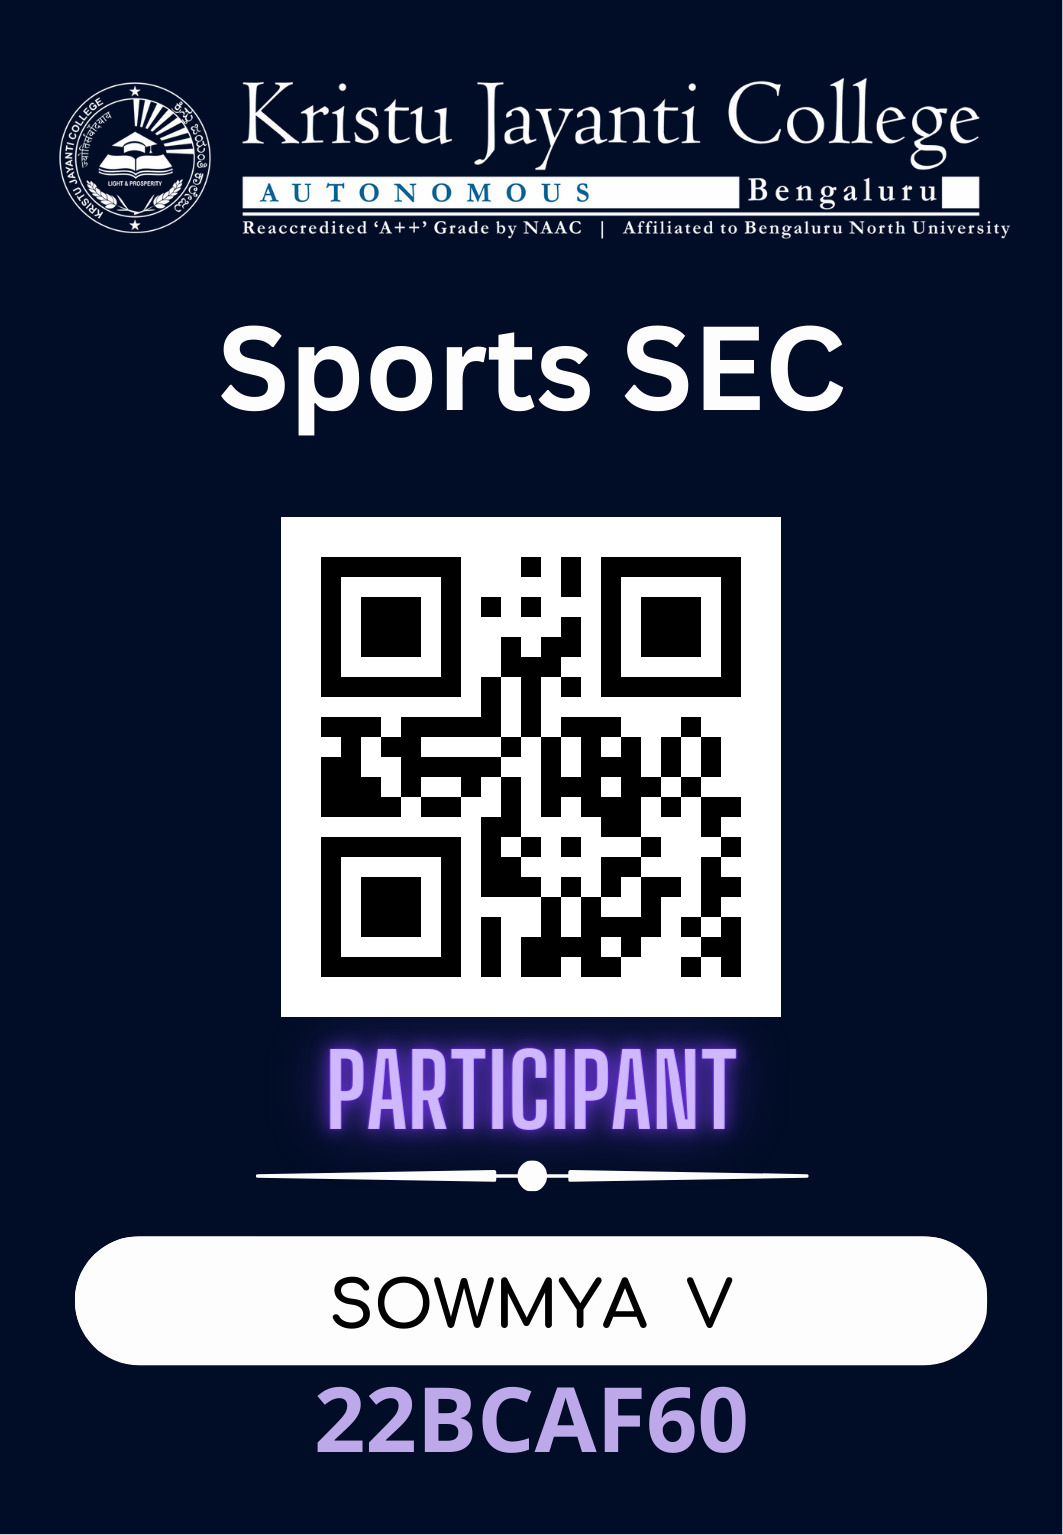 KRISTU JAYANTI COLLEGE
LIGHT & PROSPERITY
Kristu Jayanti College
AUTONOMOUS Bengaluru
Reaccredited ‘A++’ Grade by NAAC | Affiliated to Bengaluru North University
Sports SEC
PARTICIPANT
SOWMYA V
22BCAF60